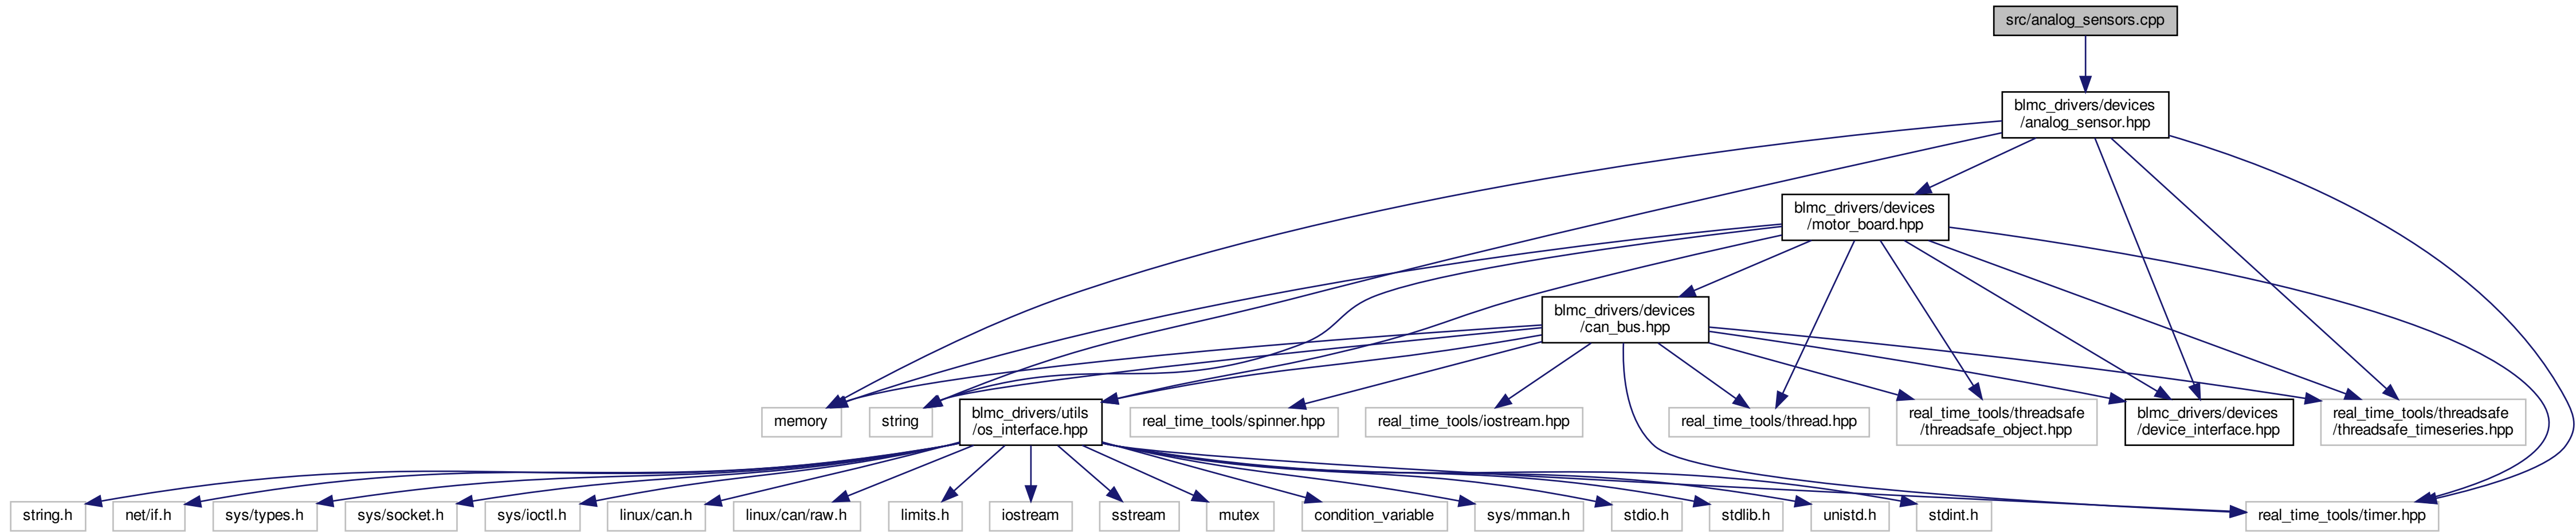 src/analog_sensors.cpp
blmc_drivers/devices
/analog_sensor.hpp
blmc_drivers/devices
/motor_board.hpp
blmc_drivers/devices
/can_bus.hpp
memory
string
blmc_drivers/utils
/os_interface.hpp
real_time_tools/spinner.hpp
real_time_tools/iostream.hpp
real_time_tools/thread.hpp
real_time_tools/threadsafe
/threadsafe_object.hpp
blmc_drivers/devices
/device_interface.hpp
real_time_tools/threadsafe
/threadsafe_timeseries.hpp
string.h
net/if.h
sys/types.h
sys/socket.h
sys/ioctl.h
linux/can.h
linux/can/raw.h
limits.h
iostream
sstream
mutex
condition_variable
sys/mman.h
stdio.h
stdlib.h
unistd.h
stdint.h
real_time_tools/timer.hpp